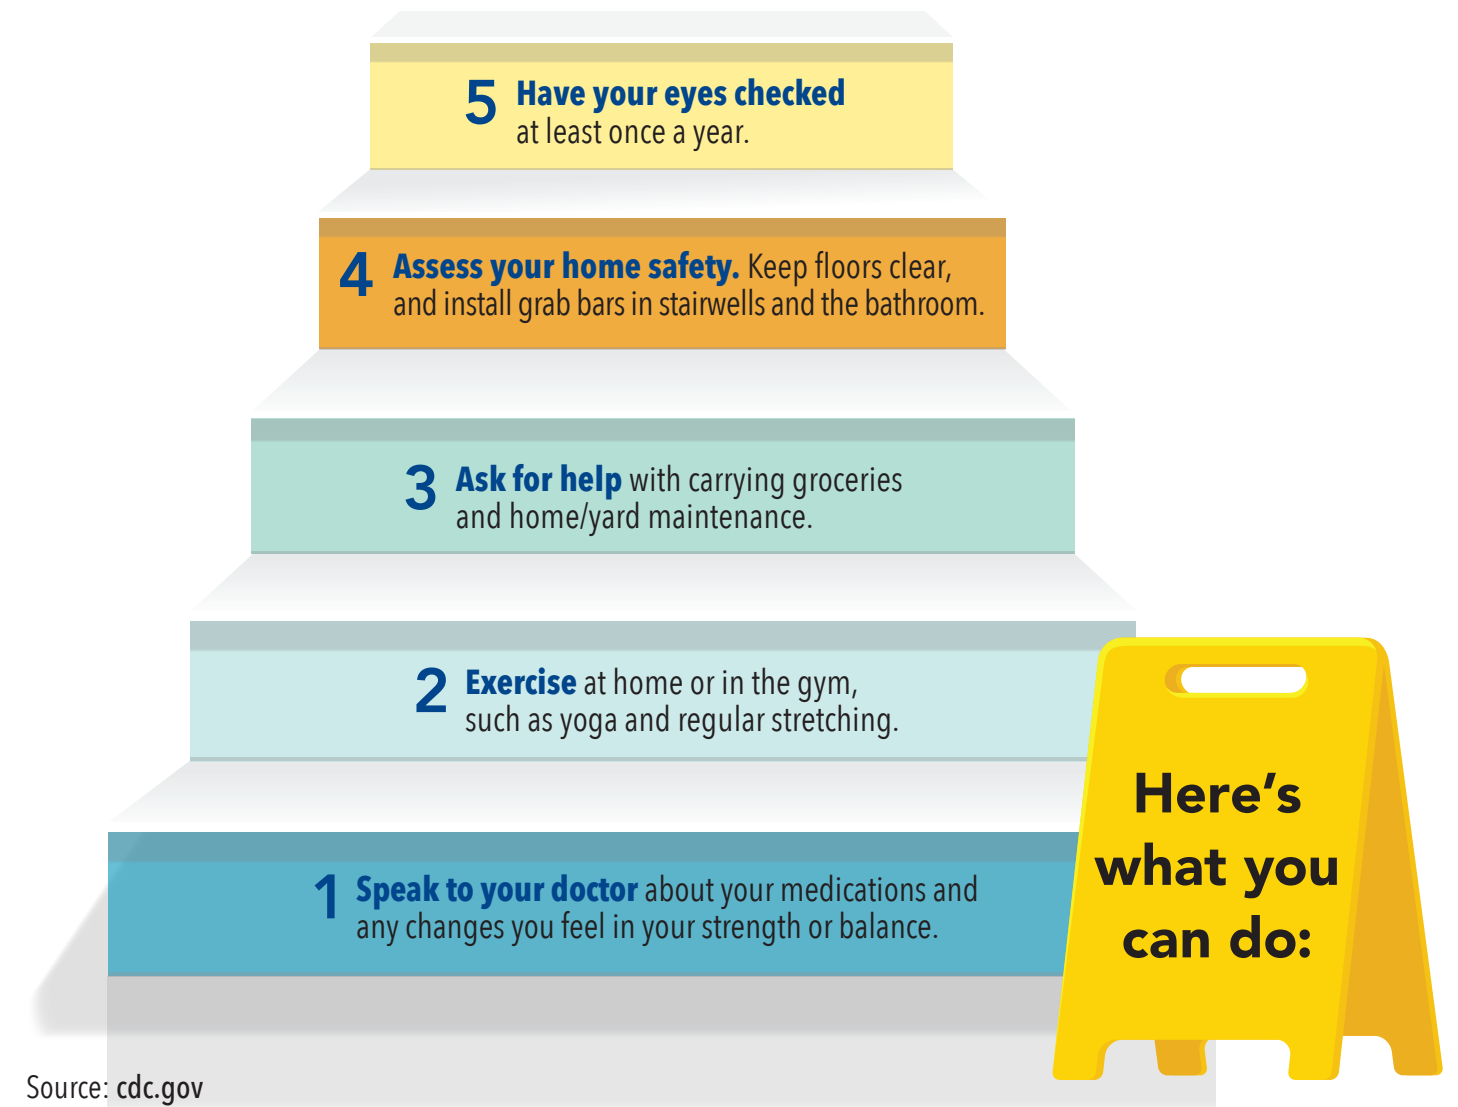 5 Have your eyes checked
at least once a year.
4 Assess your home safety. Keep floors clear,
and install grab bars in stairwells and the bathroom.
3 Ask for help with carrying groceries
and home/yard maintenance.
2 Exercise at home or in the gym,
such as yoga and regular stretching.
1 Speak to your doctor about your medications and
any changes you feel in your strength or balance.
Here's
what you
can do:
Source: cdc.gov